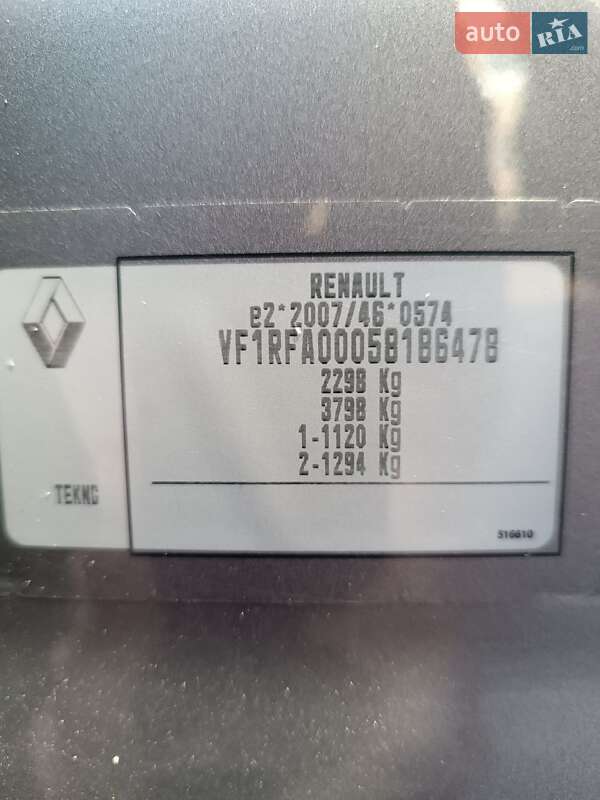 auto RIA .com
RENAULT
e2*2007/46*0574
VF1RFA00058186478
2298 Kg
3798 Kg
1-1120 Kg
2-1294 Kg
TEKNG
516610